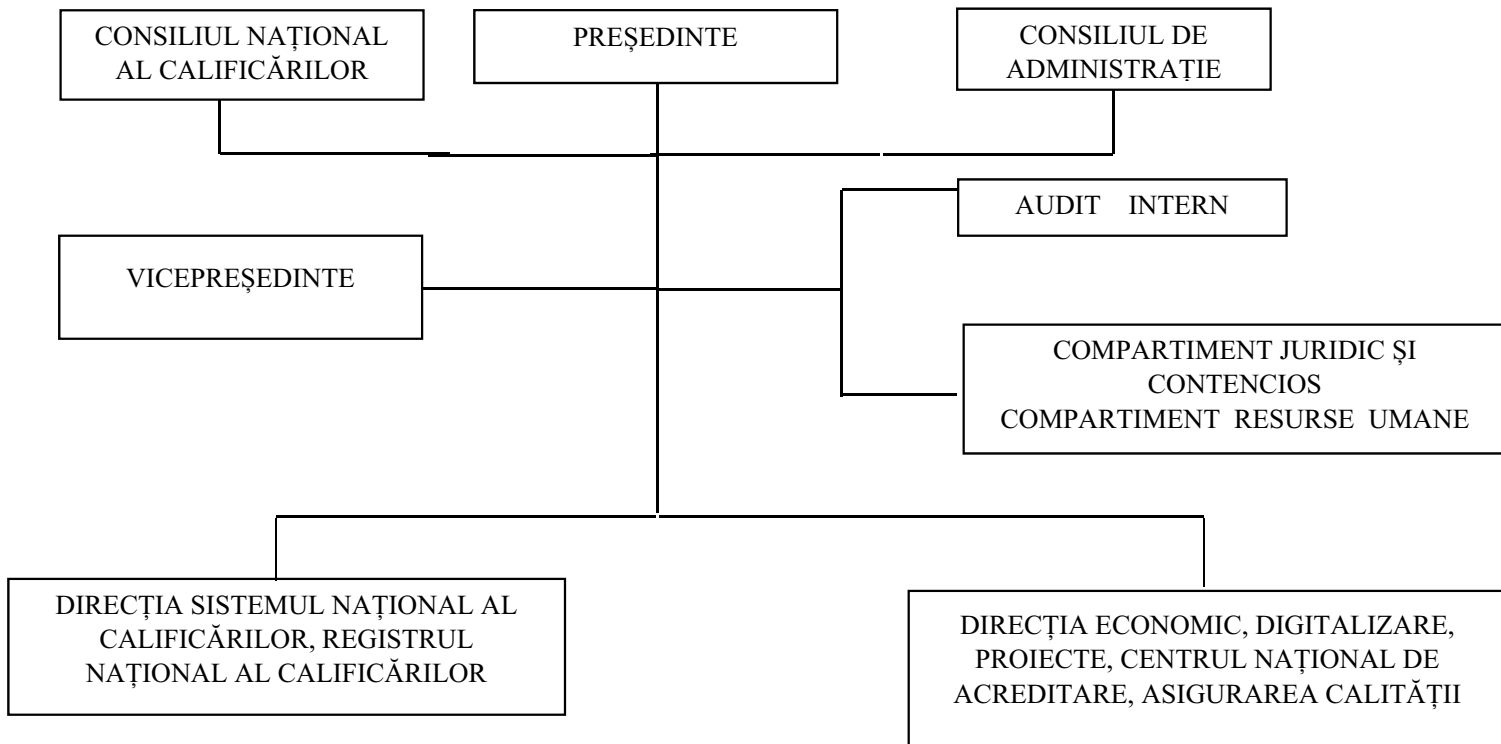 CONSILIUL NAȚIONAL
AL CALIFICĂRILOR
PREȘEDINTE
CONSILIUL DE
ADMINISTRAȚIE
AUDIT INTERN
VICEPREȘEDINTE
COMPARTIMENT JURIDIC ȘI
CONTENCIOS
COMPARTIMENT RESURSE UMANE
DIRECȚIA SISTEMUL NAȚIONAL AL
CALIFICĂRILOR, REGISTRUL
NAȚIONAL AL CALIFICĂRILOR
DIRECȚIA ECONOMIC, DIGITALIZARE,
PROIECTE, CENTRUL NAȚIONAL DE
ACREDITARE, ASIGURAREA CALITĂȚII